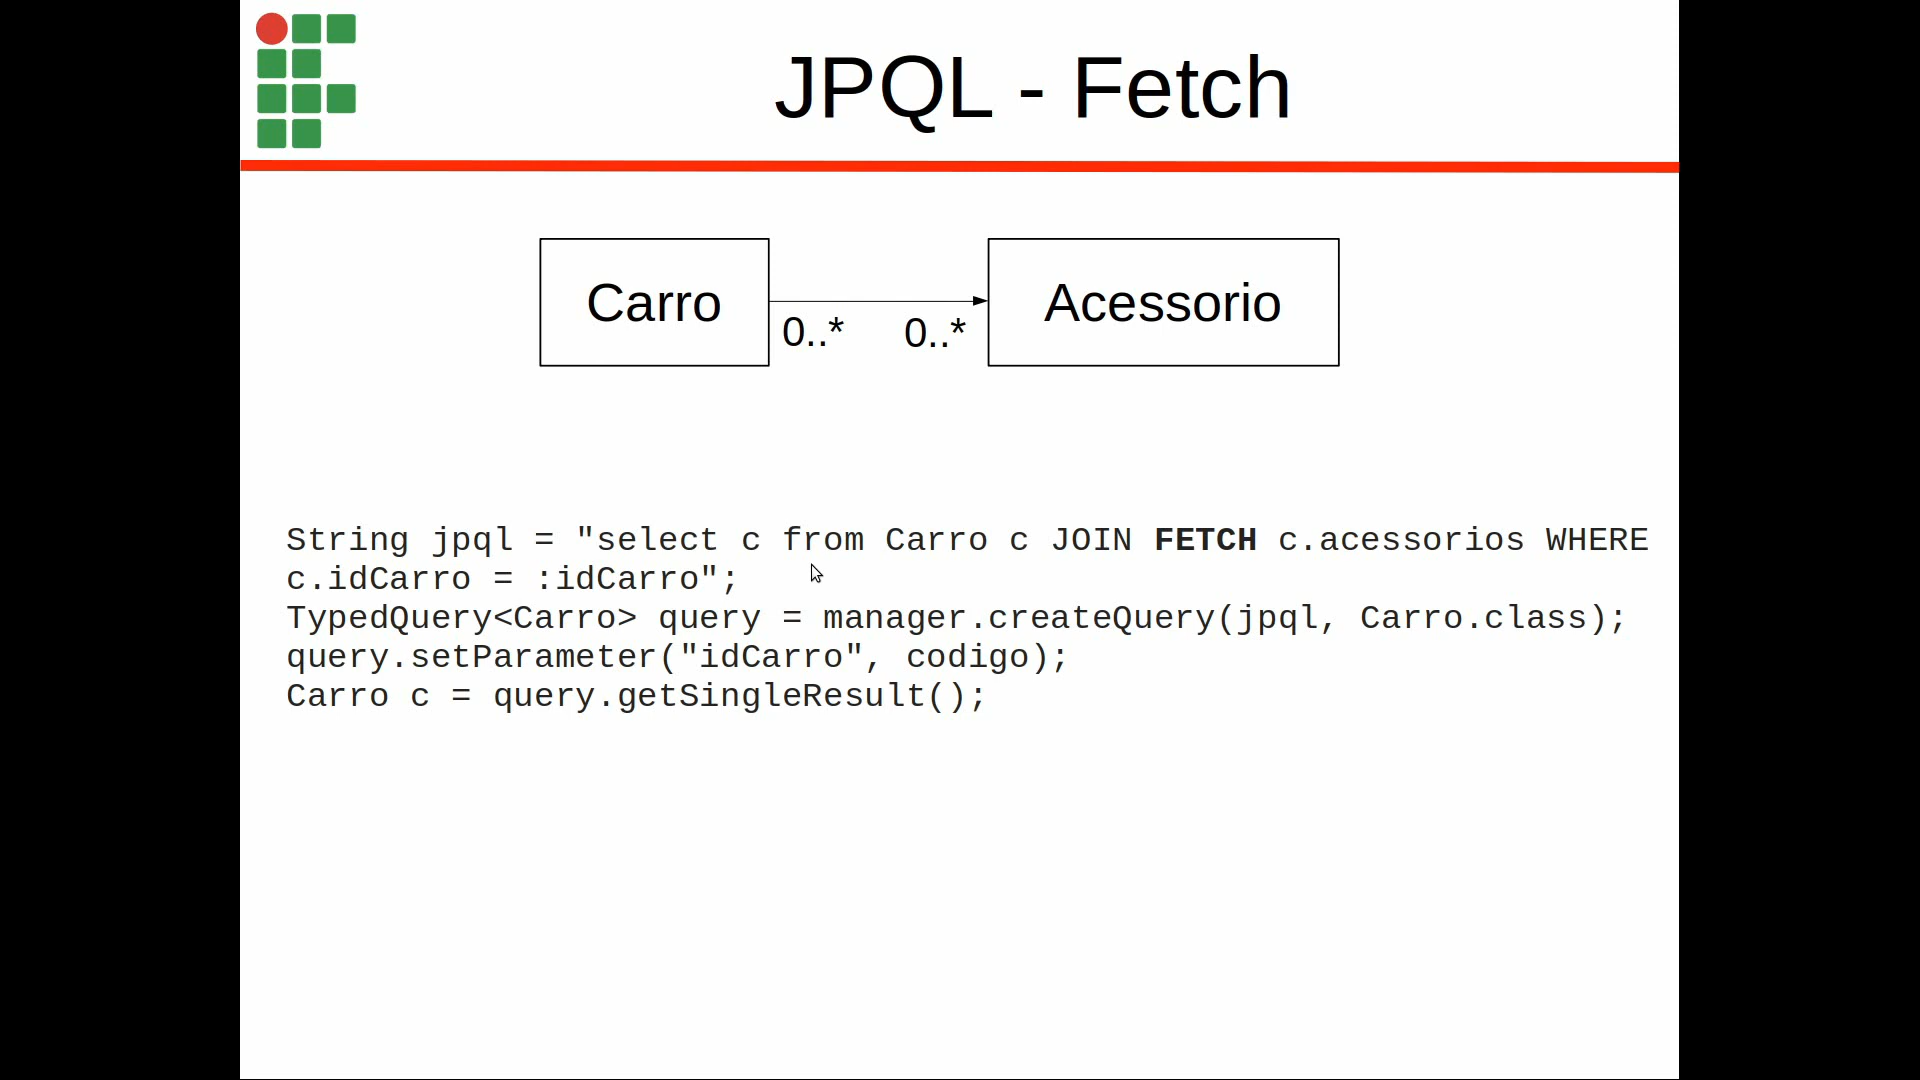 JPQL - Fetch
Carro
Acessorio
0..*
0..*
String jpql = "select c from Carro c JOIN FETCH c.acessorios WHERE
c.idCarro = :idCarro";
TypedQuery<Carro> query = manager.createQuery(jpql, Carro.class);
query.setParameter("idCarro", codigo);
Carro c = query.getSingleResult();